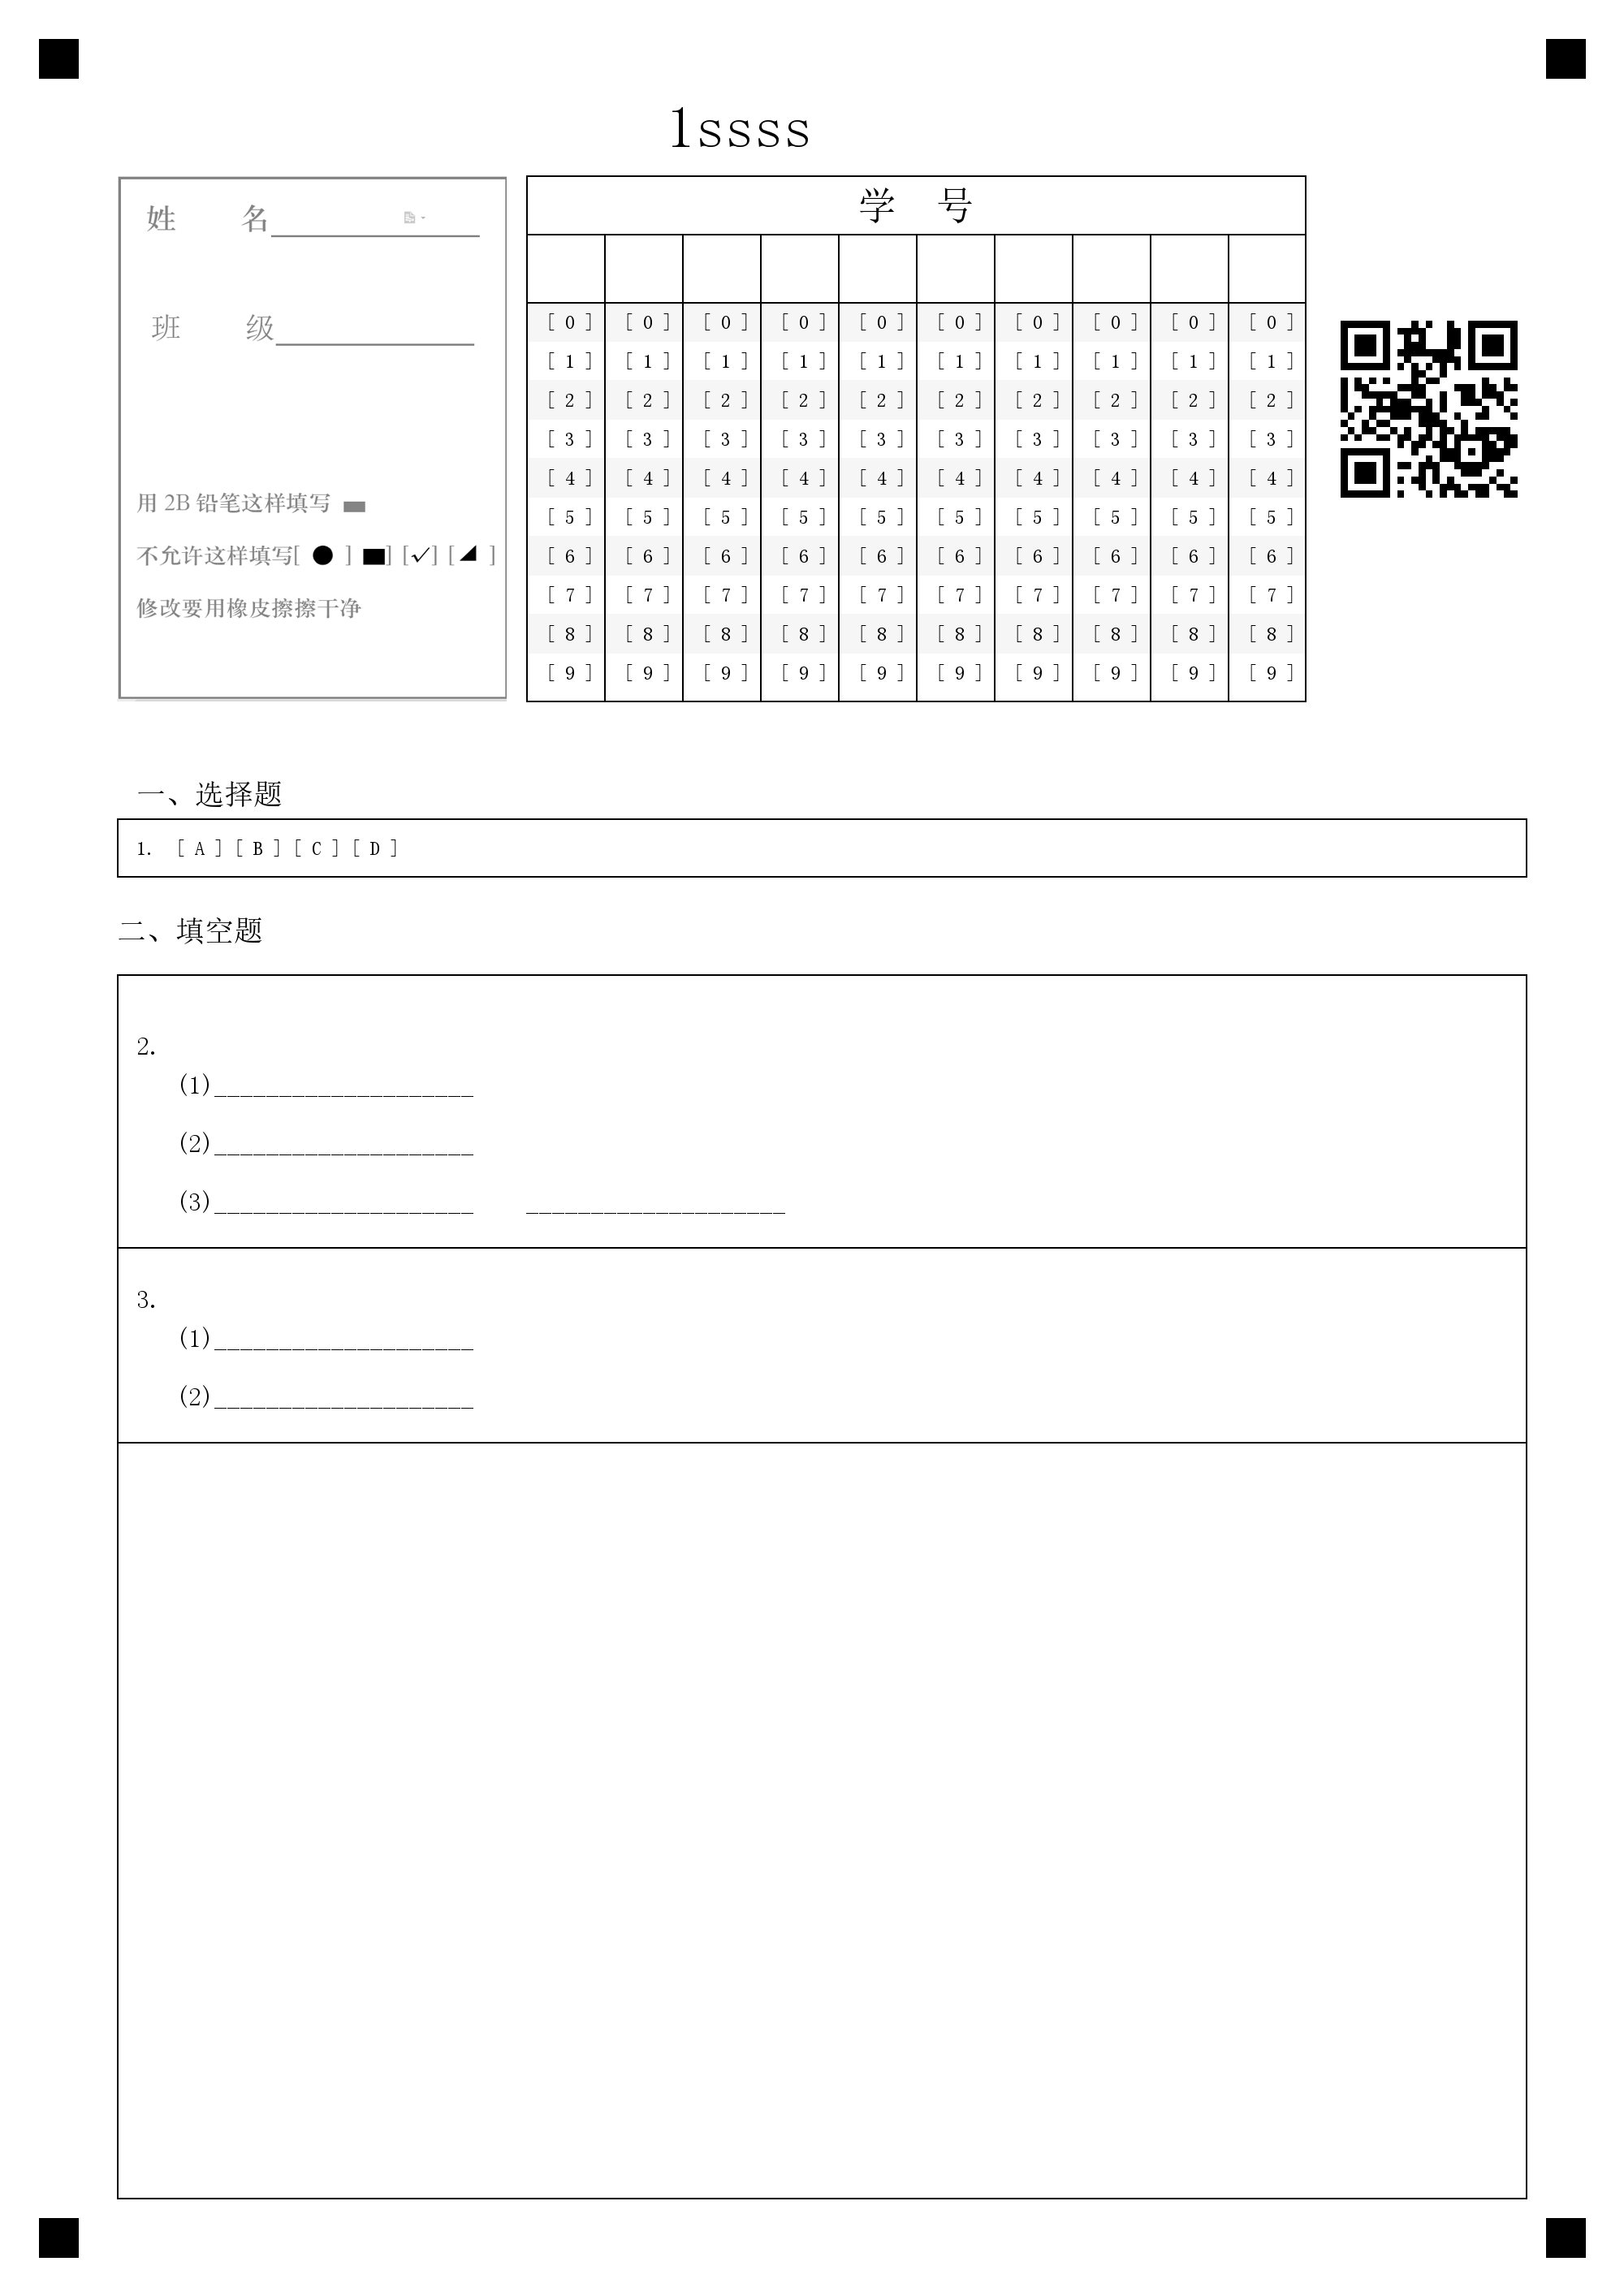 1ssss
姓 名
班 级
用 2B 铅笔这样填写
不允许这样填写[ ● ] ■] [✓] [◢ ]
修改要用橡皮擦擦干净
学 号
[ 0 ] [ 0 ] [ 0 ] [ 0 ] [ 0 ] [ 0 ] [ 0 ] [ 0 ] [ 0 ] [ 0 ]
[ 1 ] [ 1 ] [ 1 ] [ 1 ] [ 1 ] [ 1 ] [ 1 ] [ 1 ] [ 1 ] [ 1 ]
[ 2 ] [ 2 ] [ 2 ] [ 2 ] [ 2 ] [ 2 ] [ 2 ] [ 2 ] [ 2 ] [ 2 ]
[ 3 ] [ 3 ] [ 3 ] [ 3 ] [ 3 ] [ 3 ] [ 3 ] [ 3 ] [ 3 ] [ 3 ]
[ 4 ] [ 4 ] [ 4 ] [ 4 ] [ 4 ] [ 4 ] [ 4 ] [ 4 ] [ 4 ] [ 4 ]
[ 5 ] [ 5 ] [ 5 ] [ 5 ] [ 5 ] [ 5 ] [ 5 ] [ 5 ] [ 5 ] [ 5 ]
[ 6 ] [ 6 ] [ 6 ] [ 6 ] [ 6 ] [ 6 ] [ 6 ] [ 6 ] [ 6 ] [ 6 ]
[ 7 ] [ 7 ] [ 7 ] [ 7 ] [ 7 ] [ 7 ] [ 7 ] [ 7 ] [ 7 ] [ 7 ]
[ 8 ] [ 8 ] [ 8 ] [ 8 ] [ 8 ] [ 8 ] [ 8 ] [ 8 ] [ 8 ] [ 8 ]
[ 9 ] [ 9 ] [ 9 ] [ 9 ] [ 9 ] [ 9 ] [ 9 ] [ 9 ] [ 9 ] [ 9 ]
一、选择题
1. [ A ] [ B ] [ C ] [ D ]
二、填空题
2.
(1)____________________
(2)____________________
(3)____________________ ____________________
3.
(1)____________________
(2)____________________